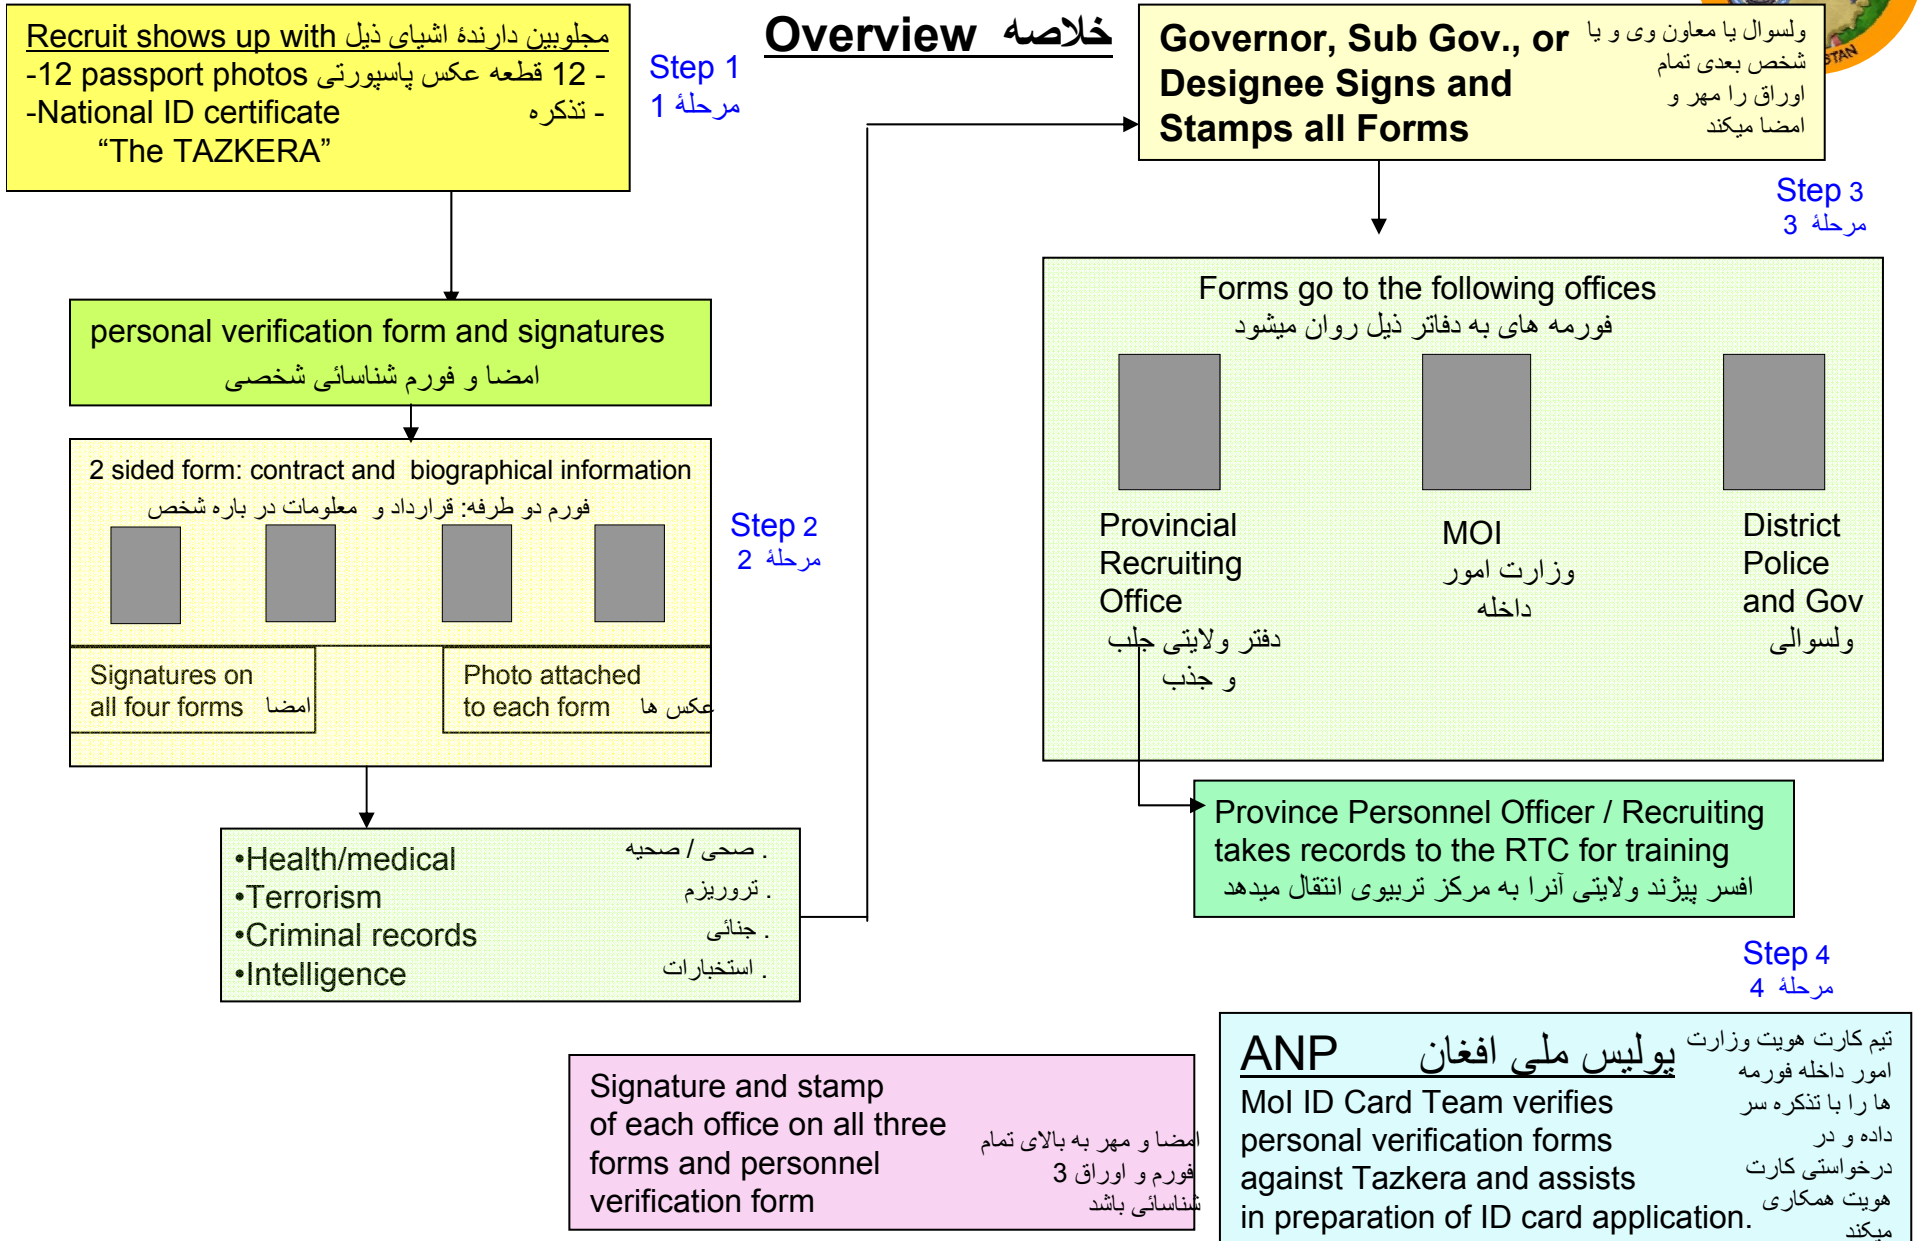 Recruit shows up with مجلوبین دارندۀ اشیای ذیل
-12 passport photos - 12 قطعه عکس پاسپورتی
-National ID certificate - تذکره
“The TAZKERA”
Step 1
مرحلۀ 1
Overview خلاصه
personal verification form and signatures
امضا و فورم شناسائی شخصی
2 sided form: contract and biographical information
فورم دو طرفه: قرارداد و معلومات در باره شخص
Signatures on
all four forms امضا
Photo attached
to each form عکس ها
Step 2
مرحلۀ 2
•Health/medical . صحی / صحیه
•Terrorism . تروریزم
•Criminal records . جنائی
•Intelligence . استخبارات
Governor, Sub Gov., or
Designee Signs and
Stamps all Forms
ولسوال یا معاون وی و یا
شخص بعدی تمام
اوراق را مهر و
امضا میکند
STAN
Step 3
مرحلۀ 3
Forms go to the following offices
فورمه های به دفاتر ذیل روان میشود
Provincial
Recruiting
Office
دفتر ولایتی جلب
و جذب
MOI
وزارت امور
داخله
District
Police
and Gov
ولسوالی
Province Personnel Officer / Recruiting
takes records to the RTC for training
افسر پیژند ولایتی آنرا به مرکز تربیوی انتقال میدهد
Step 4
مرحلۀ 4
Signature and stamp
of each office on all three
forms and personnel
verification form
امضا و مهر به بالای تمام
فورم و اوراق 3
شناسائی باشد
ANP پولیس ملی افغان
MoI ID Card Team verifies
personal verification forms
against Tazkera and assists
in preparation of ID card application.
تیم کارت هویت وزارت
امور داخله فورمه
ها را با تذکره سر
داده و در
درخواستی کارت
هویت همکاری
میکند